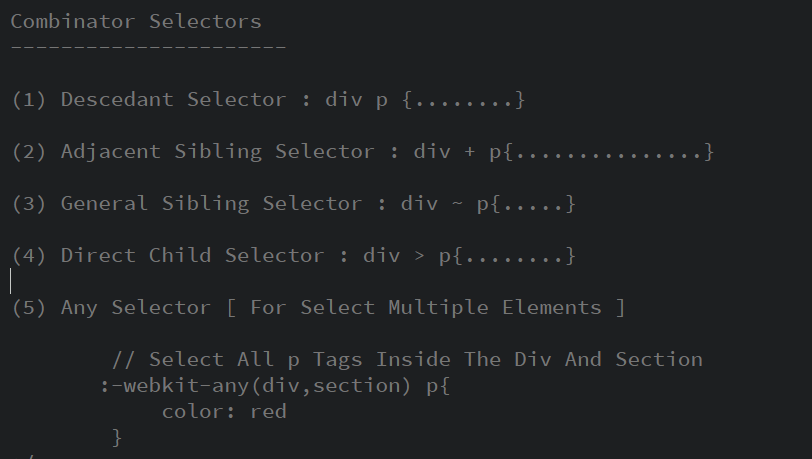 Combinator Selectors
----------------------
(1) Descedant Selector : div p {........}
(2) Adjacent Sibling Selector : div + p{...............}
(3) General Sibling Selector : div ~ p{.....}
(4) Direct Child Selector : div > p{........}
(5) Any Selector [ For Select Multiple Elements ]
// Select All p Tags Inside The Div And Section
:-webkit-any(div,section) p{
color: red
}